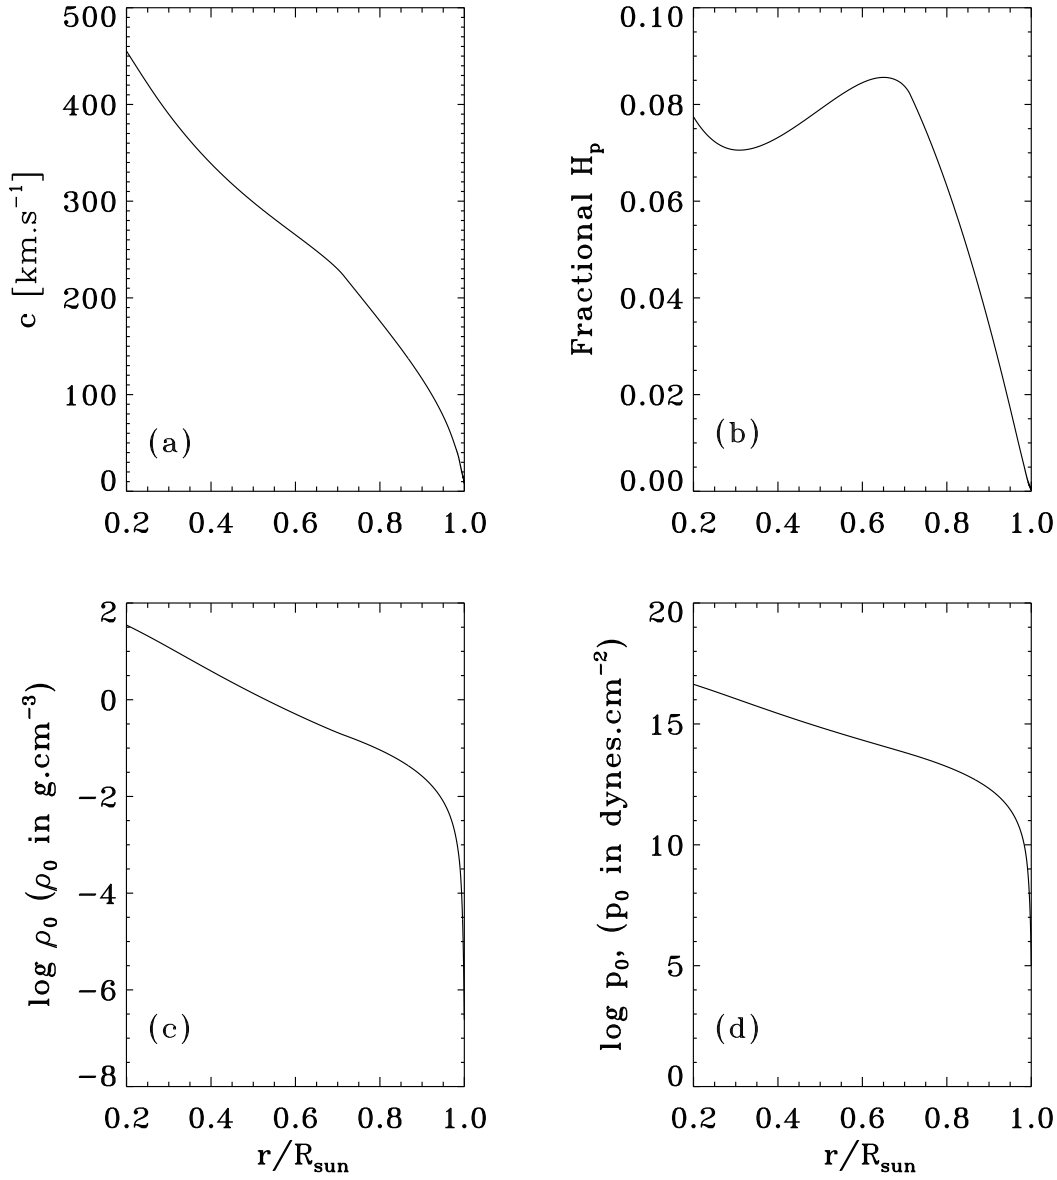 500
400
300
200
100
0
c [km.s⁻¹]
(a)
0.2 0.4 0.6 0.8 1.0
0.10
0.08
0.06
0.04
0.02
0.00
Fractional Hₚ
(b)
0.2 0.4 0.6 0.8 1.0
2
0
−2
−4
−6
−8
log ρ₀ (ρ₀ in g.cm⁻³)
(c)
0.2 0.4 0.6 0.8 1.0
r/Rsun
20
15
10
5
0
log p₀, (p₀ in dynes.cm⁻²)
(d)
0.2 0.4 0.6 0.8 1.0
r/Rsun